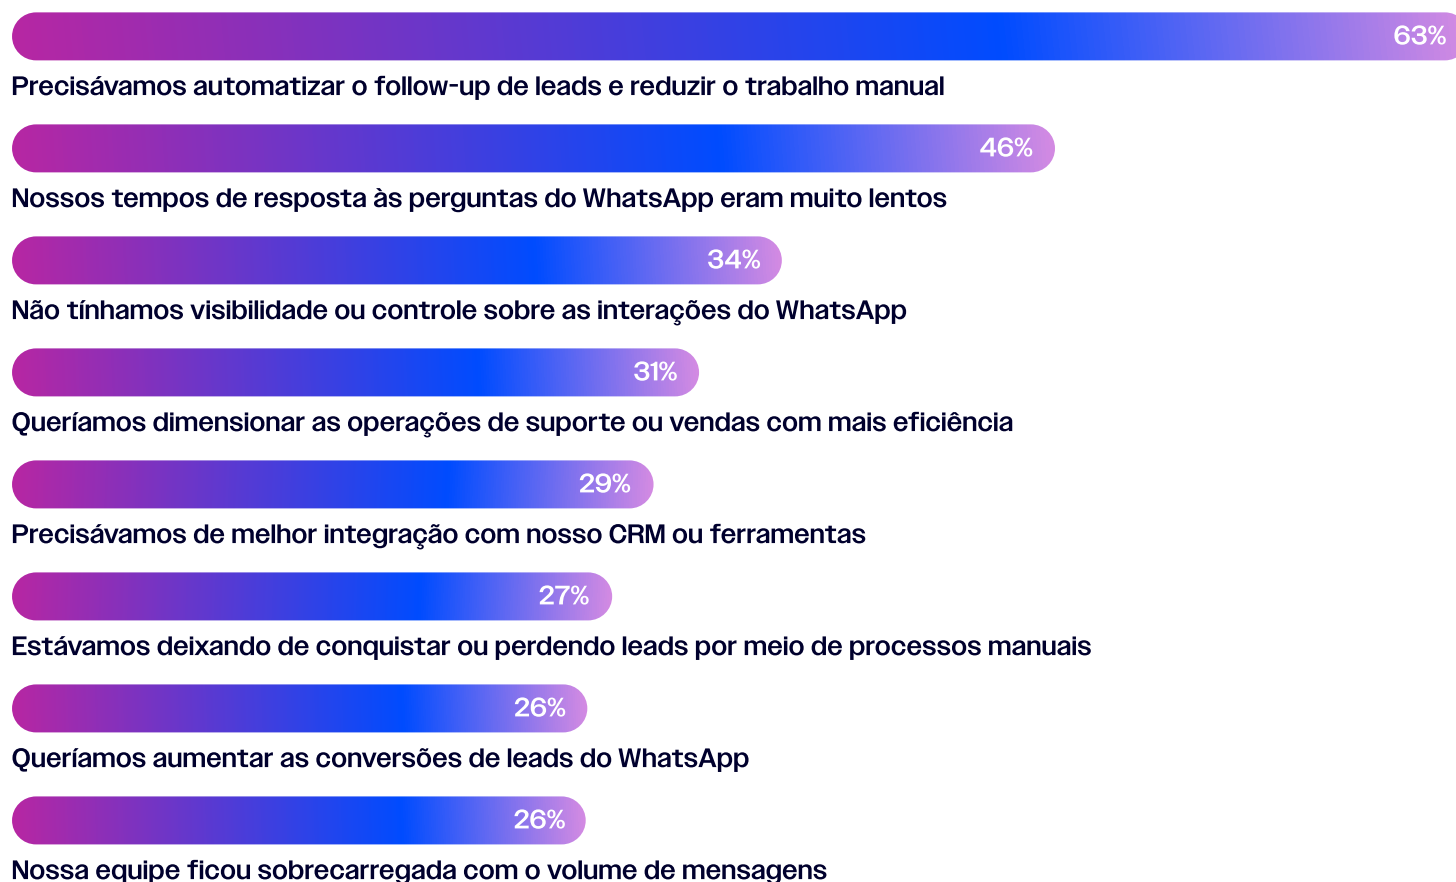 63%
Precisávamos automatizar o follow-up de leads e reduzir o trabalho manual
46%
Nossos tempos de resposta às perguntas do WhatsApp eram muito lentos
34%
Não tínhamos visibilidade ou controle sobre as interações do WhatsApp
31%
Queríamos dimensionar as operações de suporte ou vendas com mais eficiência
29%
Precisávamos de melhor integração com nosso CRM ou ferramentas
27%
Estávamos deixando de conquistar ou perdendo leads por meio de processos manuais
26%
Queríamos aumentar as conversões de leads do WhatsApp
26%
Nossa equipe ficou sobrecarregada com o volume de mensagens